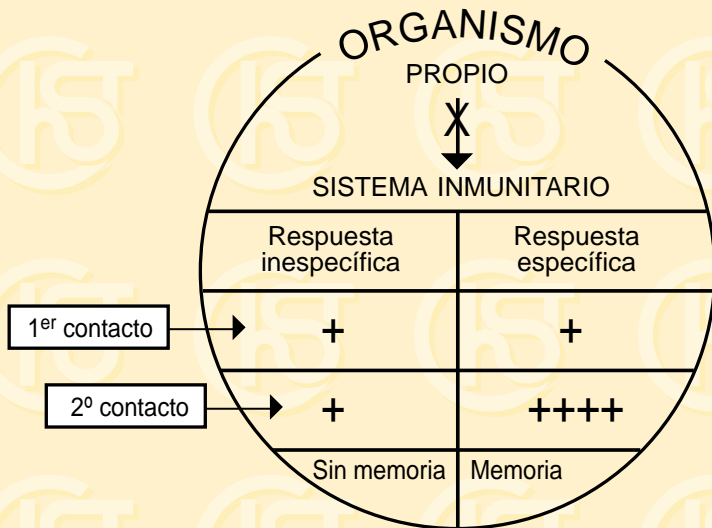 ORGANISMO
PROPIO
X
SISTEMA INMUNITARIO
Respuesta inespecífica
Respuesta específica
1er contacto
+
+
2º contacto
+
++++
Sin memoria
Memoria